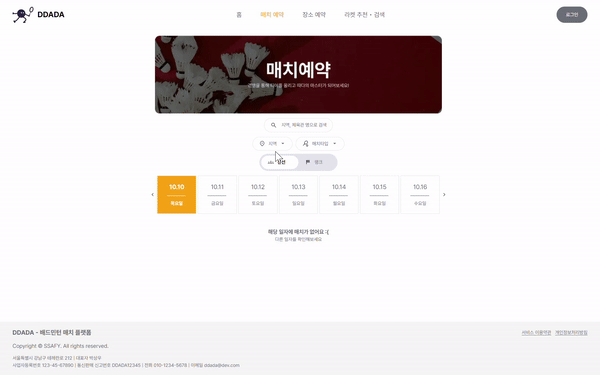 DDADA
홈 매치 예약 장소 예약 라켓 추천 · 검색 로그인
매치예약
지역, 체육관 명으로 검색
지역 매치타입
랭크
10.10 10.11 10.12 10.13 10.14 10.15 10.16
목요일 금요일 토요일 일요일 월요일 화요일 수요일
해당 일자에 매치가 없어요 :(
다른 일자를 확인해보세요
DDADA - 배드민턴 매치 플랫폼
서비스 이용약관 개인정보처리방침
Copyright © SSAFY. All rights reserved.
서울특별시 강남구 테헤란로 212 | 대표자 박상우
사업자등록번호 123-45-67890 | 통신판매 신고번호 DDADA12345 | 전화 010-1234-5678 | 이메일 ddada@dev.com